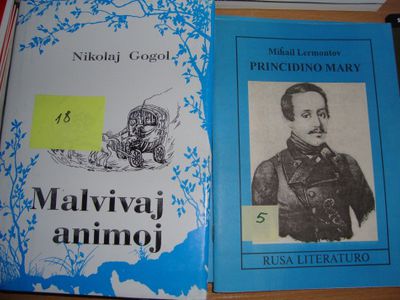 Nikolaj Gogol
18
Malvivaj
animoj
Mihail Lermontov
PRINCIDINO MARY
5
RUSA LITERATURO